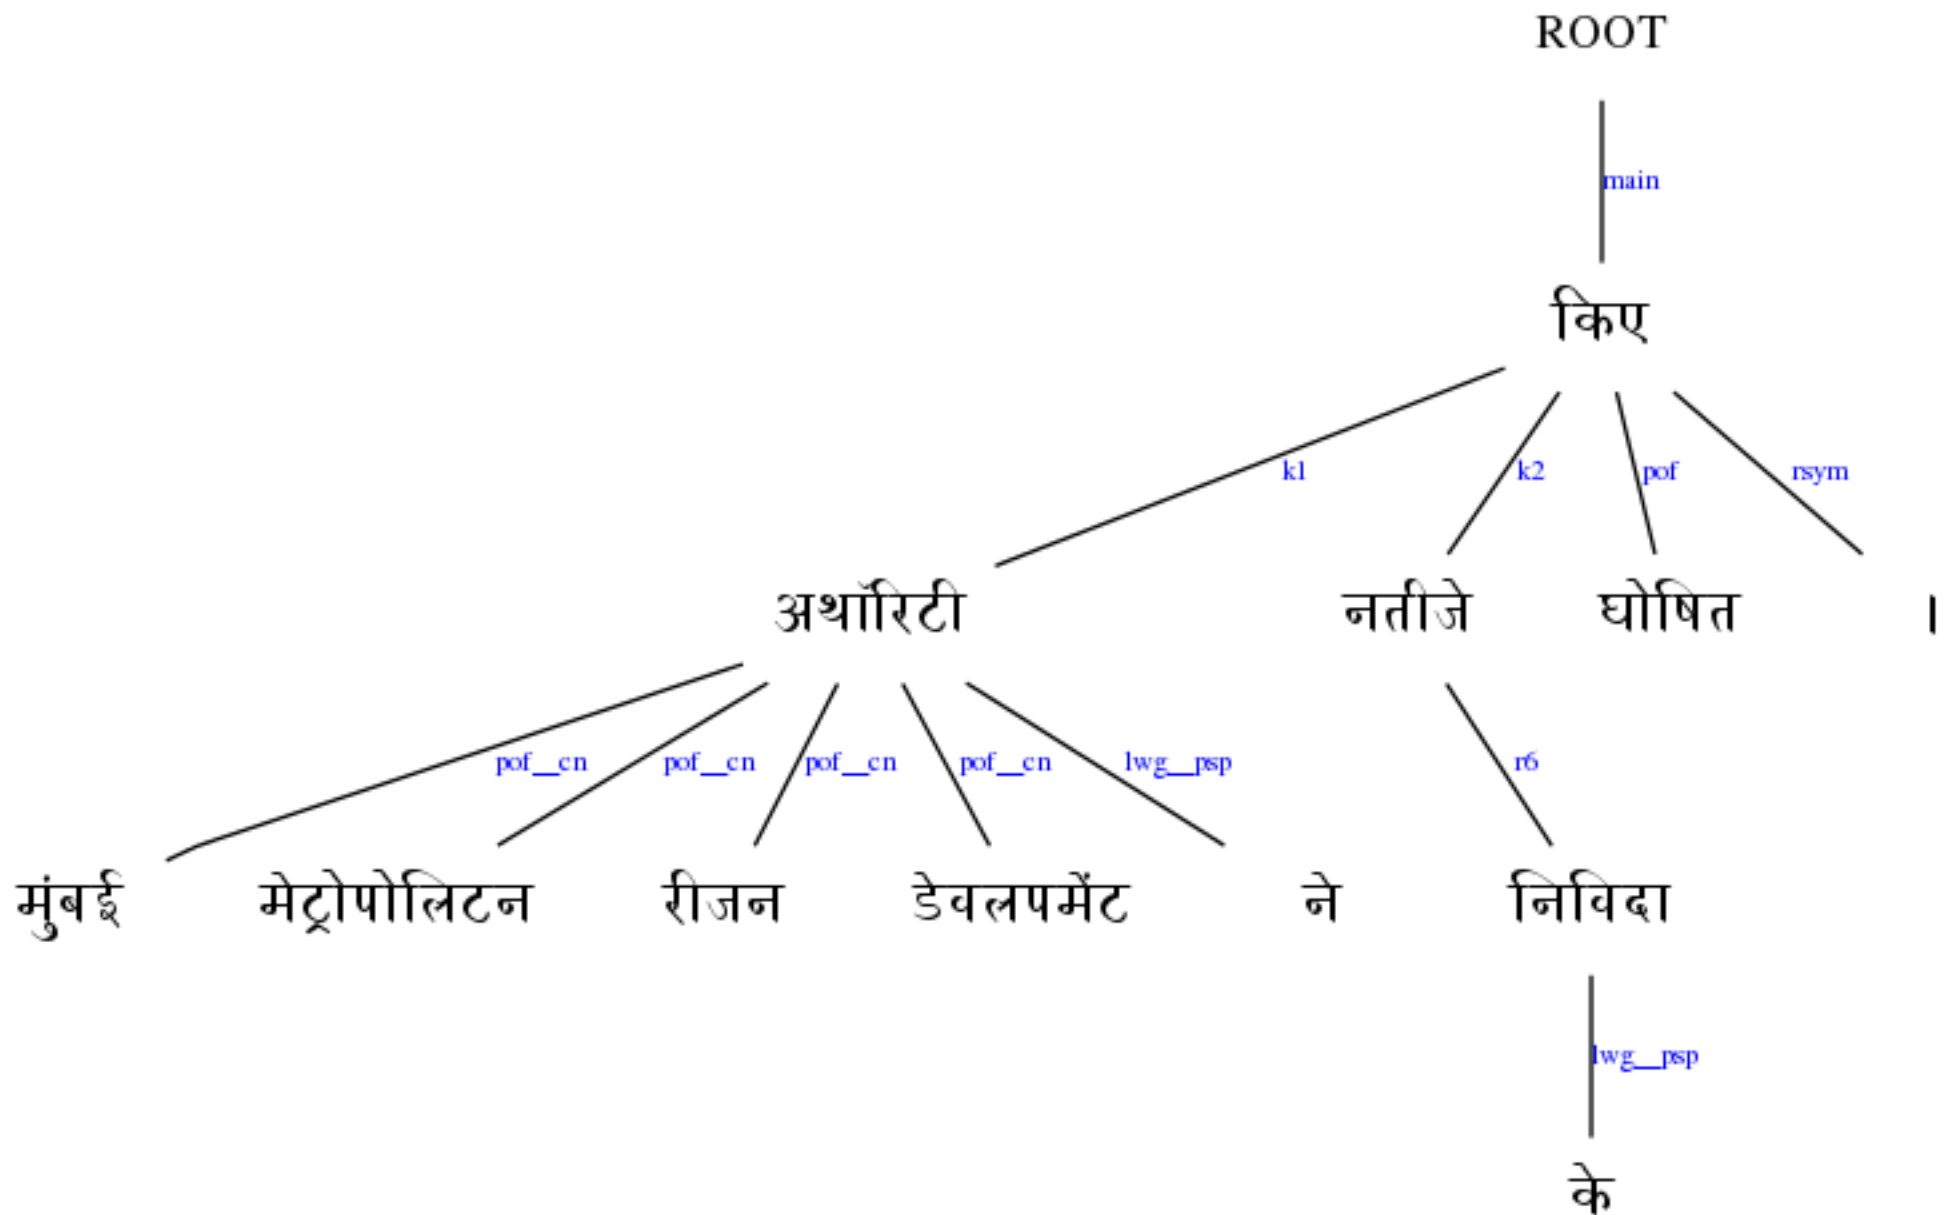 ROOT
main
किए
k1 k2 pof rsym
अथॉरिटी नतीजे घोषित ।
pof__cn pof__cn pof__cn pof__cn lwg__psp r6
मुंबई मेट्रोपोलिटन रीजन डेवलपमेंट ने निविदा
lwg__psp
के